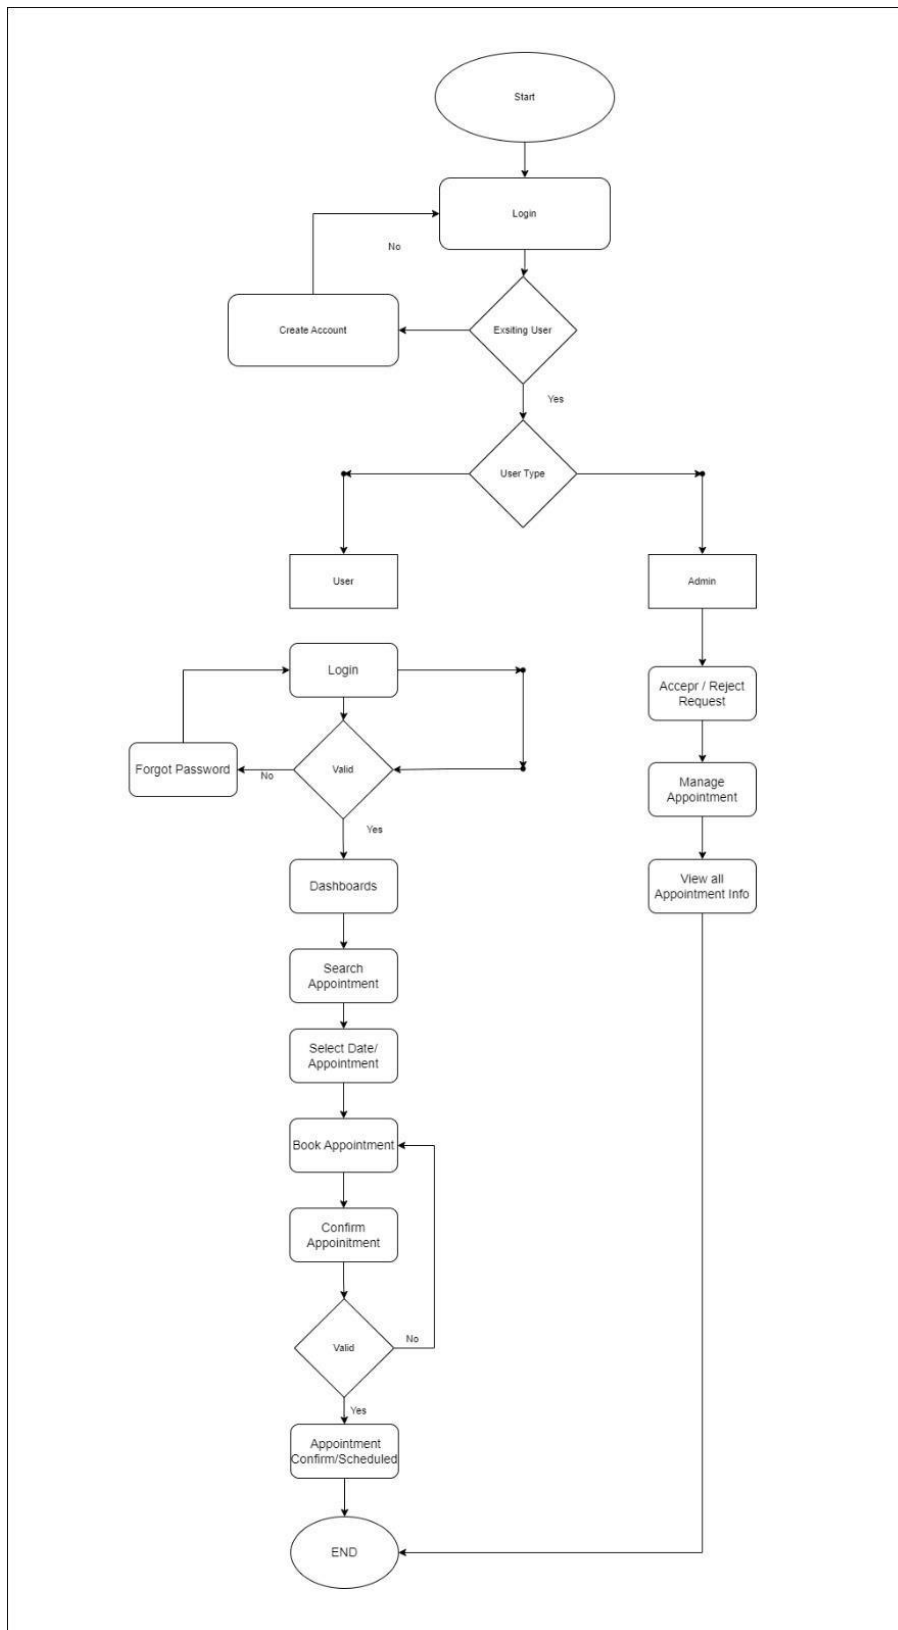 Start
Login
No
Create Account
Exsiting User
Yes
User Type
User
Admin
Login
Accepr / Reject
Request
Forgot Password
No
Valid
Manage
Appointment
Yes
Dashboards
View all
Appointment Info
Search
Appointment
Select Date/
Appointment
Book Appointment
Confirm
Appoinitment
Valid
No
Yes
Appointment
Confirm/Scheduled
END